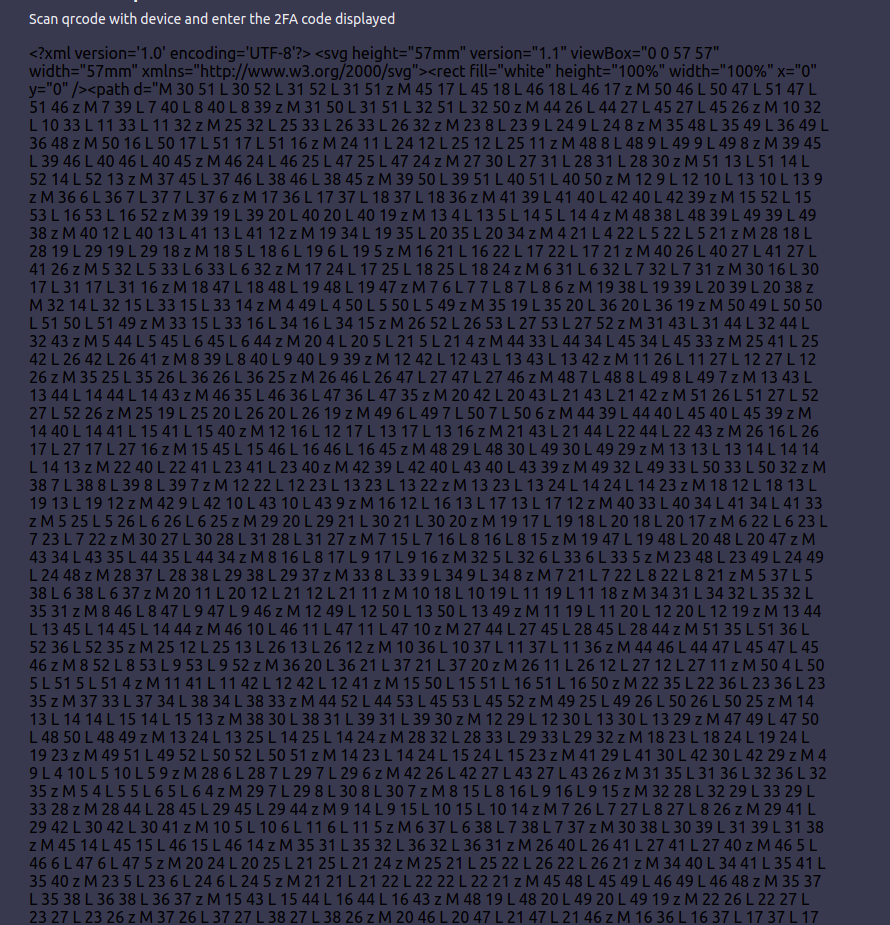 Scan qrcode with device and enter the 2FA code displayed
<?xml version='1.0' encoding='UTF-8'?> <svg height="57mm" version="1.1" viewBox="0 0 57 57"
width="57mm" xmlns="http://www.w3.org/2000/svg"><rect fill="white" height="100%" width="100%" x="0"
y="0" /><path d="M 30 51 L 30 52 L 31 52 L 31 51 z M 45 17 L 45 18 L 46 18 L 46 17 z M 50 46 L 50 47 L 51 47 L
51 46 z M 7 39 L 7 40 L 8 40 L 8 39 z M 31 50 L 31 51 L 32 51 L 32 50 z M 44 26 L 44 27 L 45 27 L 45 26 z M 10 32
L 10 33 L 11 33 L 11 32 z M 25 32 L 25 33 L 26 33 L 26 32 z M 23 8 L 23 9 L 24 9 L 24 8 z M 35 48 L 35 49 L 36 49 L
36 48 z M 50 16 L 50 17 L 51 17 L 51 16 z M 24 11 L 24 12 L 25 12 L 25 11 z M 48 8 L 48 9 L 49 9 L 49 8 z M 39 45
L 39 46 L 40 46 L 40 45 z M 46 24 L 46 25 L 47 25 L 47 24 z M 27 30 L 27 31 L 28 31 L 28 30 z M 51 13 L 51 14 L
52 14 L 52 13 z M 37 45 L 37 46 L 38 46 L 38 45 z M 39 50 L 39 51 L 40 51 L 40 50 z M 12 9 L 12 10 L 13 10 L 13 9
z M 36 6 L 36 7 L 37 7 L 37 6 z M 17 36 L 17 37 L 18 37 L 18 36 z M 41 39 L 41 40 L 42 40 L 42 39 z M 15 52 L 15
53 L 16 53 L 16 52 z M 39 19 L 39 20 L 40 20 L 40 19 z M 13 4 L 13 5 L 14 5 L 14 4 z M 48 38 L 48 39 L 49 39 L 49
38 z M 40 12 L 40 13 L 41 13 L 41 12 z M 19 34 L 19 35 L 20 35 L 20 34 z M 4 21 L 4 22 L 5 22 L 5 21 z M 28 18 L
28 19 L 29 19 L 29 18 z M 18 5 L 18 6 L 19 6 L 19 5 z M 16 21 L 16 22 L 17 22 L 17 21 z M 40 26 L 40 27 L 41 27 L
41 26 z M 5 32 L 5 33 L 6 33 L 6 32 z M 17 24 L 17 25 L 18 25 L 18 24 z M 6 31 L 6 32 L 7 32 L 7 31 z M 30 16 L 30
17 L 31 17 L 31 16 z M 18 47 L 18 48 L 19 48 L 19 47 z M 7 6 L 7 7 L 8 7 L 8 6 z M 19 38 L 19 39 L 20 39 L 20 38 z
M 32 14 L 32 15 L 33 15 L 33 14 z M 4 49 L 4 50 L 5 50 L 5 49 z M 35 19 L 35 20 L 36 20 L 36 19 z M 50 49 L 50 50
L 51 50 L 51 49 z M 33 15 L 33 16 L 34 16 L 34 15 z M 26 52 L 26 53 L 27 53 L 27 52 z M 31 43 L 31 44 L 32 44 L
32 43 z M 5 44 L 5 45 L 6 45 L 6 44 z M 20 4 L 20 5 L 21 5 L 21 4 z M 44 33 L 44 34 L 45 34 L 45 33 z M 25 41 L 25
42 L 26 42 L 26 41 z M 8 39 L 8 40 L 9 40 L 9 39 z M 12 42 L 12 43 L 13 43 L 13 42 z M 11 26 L 11 27 L 12 27 L 12
26 z M 35 25 L 35 26 L 36 26 L 36 25 z M 26 46 L 26 47 L 27 47 L 27 46 z M 48 7 L 48 8 L 49 8 L 49 7 z M 13 43 L
13 44 L 14 44 L 14 43 z M 46 35 L 46 36 L 47 36 L 47 35 z M 20 42 L 20 43 L 21 43 L 21 42 z M 51 26 L 51 27 L 52
27 L 52 26 z M 25 19 L 25 20 L 26 20 L 26 19 z M 49 6 L 49 7 L 50 7 L 50 6 z M 44 39 L 44 40 L 45 40 L 45 39 z M
14 40 L 14 41 L 15 41 L 15 40 z M 12 16 L 12 17 L 13 17 L 13 16 z M 21 43 L 21 44 L 22 44 L 22 43 z M 26 16 L 26
17 L 27 17 L 27 16 z M 15 45 L 15 46 L 16 46 L 16 45 z M 48 29 L 48 30 L 49 30 L 49 29 z M 13 13 L 13 14 L 14 14
L 14 13 z M 22 40 L 22 41 L 23 41 L 23 40 z M 42 39 L 42 40 L 43 40 L 43 39 z M 49 32 L 49 33 L 50 33 L 50 32 z M
38 7 L 38 8 L 39 8 L 39 7 z M 12 22 L 12 23 L 13 23 L 13 22 z M 13 23 L 13 24 L 14 24 L 14 23 z M 18 12 L 18 13 L
19 13 L 19 12 z M 42 9 L 42 10 L 43 10 L 43 9 z M 16 12 L 16 13 L 17 13 L 17 12 z M 40 33 L 40 34 L 41 34 L 41 33
z M 5 25 L 5 26 L 6 26 L 6 25 z M 29 20 L 29 21 L 30 21 L 30 20 z M 19 17 L 19 18 L 20 18 L 20 17 z M 6 22 L 6 23 L
7 23 L 7 22 z M 30 27 L 30 28 L 31 28 L 31 27 z M 7 15 L 7 16 L 8 16 L 8 15 z M 19 47 L 19 48 L 20 48 L 20 47 z M
43 34 L 43 35 L 44 35 L 44 34 z M 8 16 L 8 17 L 9 17 L 9 16 z M 32 5 L 32 6 L 33 6 L 33 5 z M 23 48 L 23 49 L 24 49
L 24 48 z M 28 37 L 28 38 L 29 38 L 29 37 z M 33 8 L 33 9 L 34 9 L 34 8 z M 7 21 L 7 22 L 8 22 L 8 21 z M 5 37 L 5
38 L 6 38 L 6 37 z M 20 11 L 20 12 L 21 12 L 21 11 z M 10 18 L 10 19 L 11 19 L 11 18 z M 34 31 L 34 32 L 35 32 L
35 31 z M 8 46 L 8 47 L 9 47 L 9 46 z M 12 49 L 12 50 L 13 50 L 13 49 z M 11 19 L 11 20 L 12 20 L 12 19 z M 13 44
L 13 45 L 14 45 L 14 44 z M 46 10 L 46 11 L 47 11 L 47 10 z M 27 44 L 27 45 L 28 45 L 28 44 z M 51 35 L 51 36 L
52 36 L 52 35 z M 25 12 L 25 13 L 26 13 L 26 12 z M 10 36 L 10 37 L 11 37 L 11 36 z M 44 46 L 44 47 L 45 47 L 45
46 z M 8 52 L 8 53 L 9 53 L 9 52 z M 36 20 L 36 21 L 37 21 L 37 20 z M 26 11 L 26 12 L 27 12 L 27 11 z M 50 4 L 50
5 L 51 5 L 51 4 z M 11 41 L 11 42 L 12 42 L 12 41 z M 15 50 L 15 51 L 16 51 L 16 50 z M 22 35 L 22 36 L 23 36 L 23
35 z M 37 33 L 37 34 L 38 34 L 38 33 z M 44 52 L 44 53 L 45 53 L 45 52 z M 49 25 L 49 26 L 50 26 L 50 25 z M 14
13 L 14 14 L 15 14 L 15 13 z M 38 30 L 38 31 L 39 31 L 39 30 z M 12 29 L 12 30 L 13 30 L 13 29 z M 47 49 L 47 50
L 48 50 L 48 49 z M 13 24 L 13 25 L 14 25 L 14 24 z M 28 32 L 28 33 L 29 33 L 29 32 z M 18 23 L 18 24 L 19 24 L
19 23 z M 49 51 L 49 52 L 50 52 L 50 51 z M 14 23 L 14 24 L 15 24 L 15 23 z M 41 29 L 41 30 L 42 30 L 42 29 z M 4
9 L 4 10 L 5 10 L 5 9 z M 28 6 L 28 7 L 29 7 L 29 6 z M 42 26 L 42 27 L 43 27 L 43 26 z M 31 35 L 31 36 L 32 36 L 32
35 z M 5 4 L 5 5 L 6 5 L 6 4 z M 29 7 L 29 8 L 30 8 L 30 7 z M 8 15 L 8 16 L 9 16 L 9 15 z M 32 28 L 32 29 L 33 29 L
33 28 z M 28 44 L 28 45 L 29 45 L 29 44 z M 9 14 L 9 15 L 10 15 L 10 14 z M 7 26 L 7 27 L 8 27 L 8 26 z M 29 41 L
29 42 L 30 42 L 30 41 z M 10 5 L 10 6 L 11 6 L 11 5 z M 6 37 L 6 38 L 7 38 L 7 37 z M 30 38 L 30 39 L 31 39 L 31 38
z M 45 14 L 45 15 L 46 15 L 46 14 z M 35 31 L 35 32 L 36 32 L 36 31 z M 26 40 L 26 41 L 27 41 L 27 40 z M 46 5 L
46 6 L 47 6 L 47 5 z M 20 24 L 20 25 L 21 25 L 21 24 z M 25 21 L 25 22 L 26 22 L 26 21 z M 34 40 L 34 41 L 35 41 L
35 40 z M 23 5 L 23 6 L 24 6 L 24 5 z M 21 21 L 21 22 L 22 22 L 22 21 z M 45 48 L 45 49 L 46 49 L 46 48 z M 35 37
L 35 38 L 36 38 L 36 37 z M 15 43 L 15 44 L 16 44 L 16 43 z M 48 19 L 48 20 L 49 20 L 49 19 z M 22 26 L 22 27 L
23 27 L 23 26 z M 37 26 L 37 27 L 38 27 L 38 26 z M 20 46 L 20 47 L 21 47 L 21 46 z M 16 36 L 16 37 L 17 37 L 17